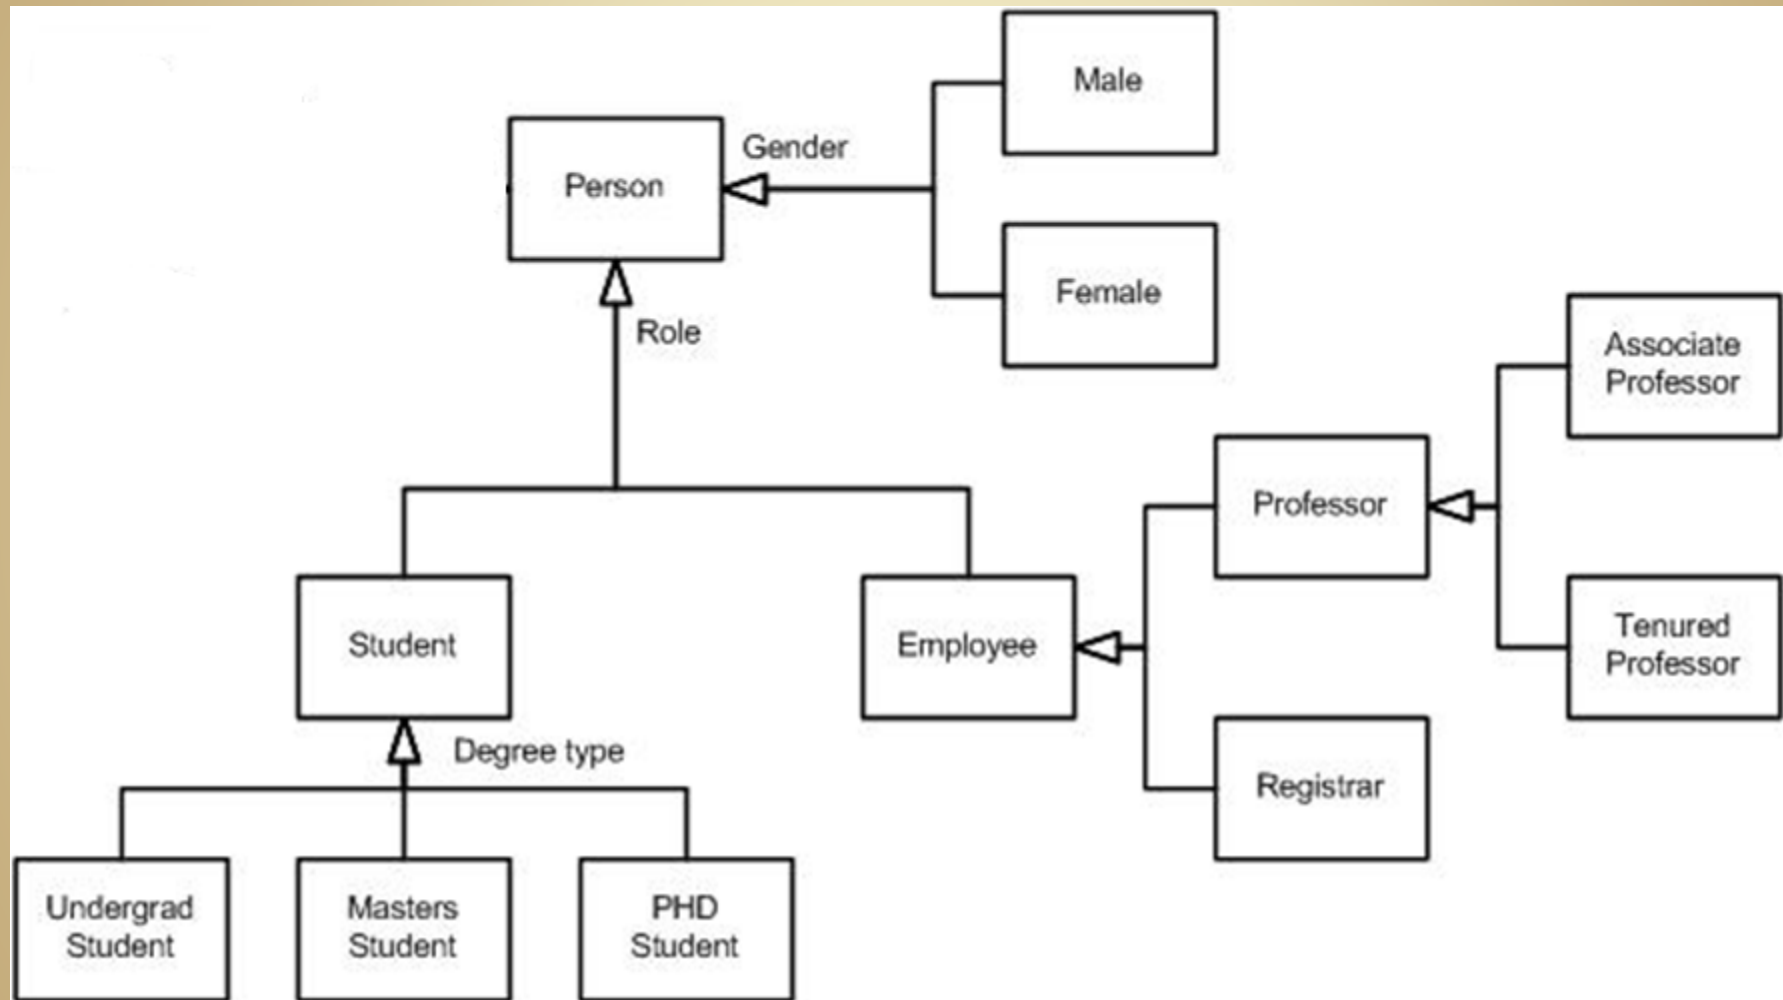 Male
Gender
Person
Female
Role
Associate
Professor
Professor
Tenured
Professor
Student
Employee
Degree type
Registrar
Undergrad
Student
Masters
Student
PHD
Student